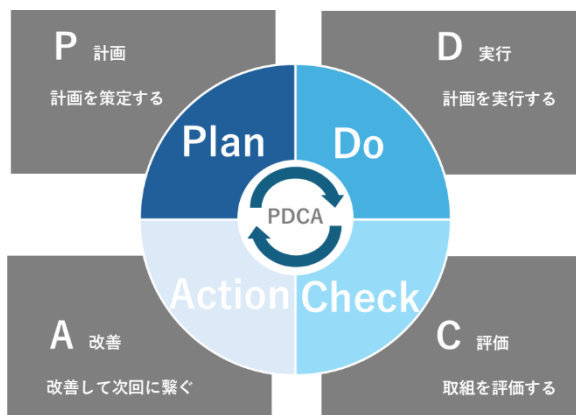 P 計画
計画を策定する
D 実行
計画を実行する
Plan
Do
PDCA
Action
Check
A 改善
改善して次回に繋ぐ
C 評価
取組を評価する